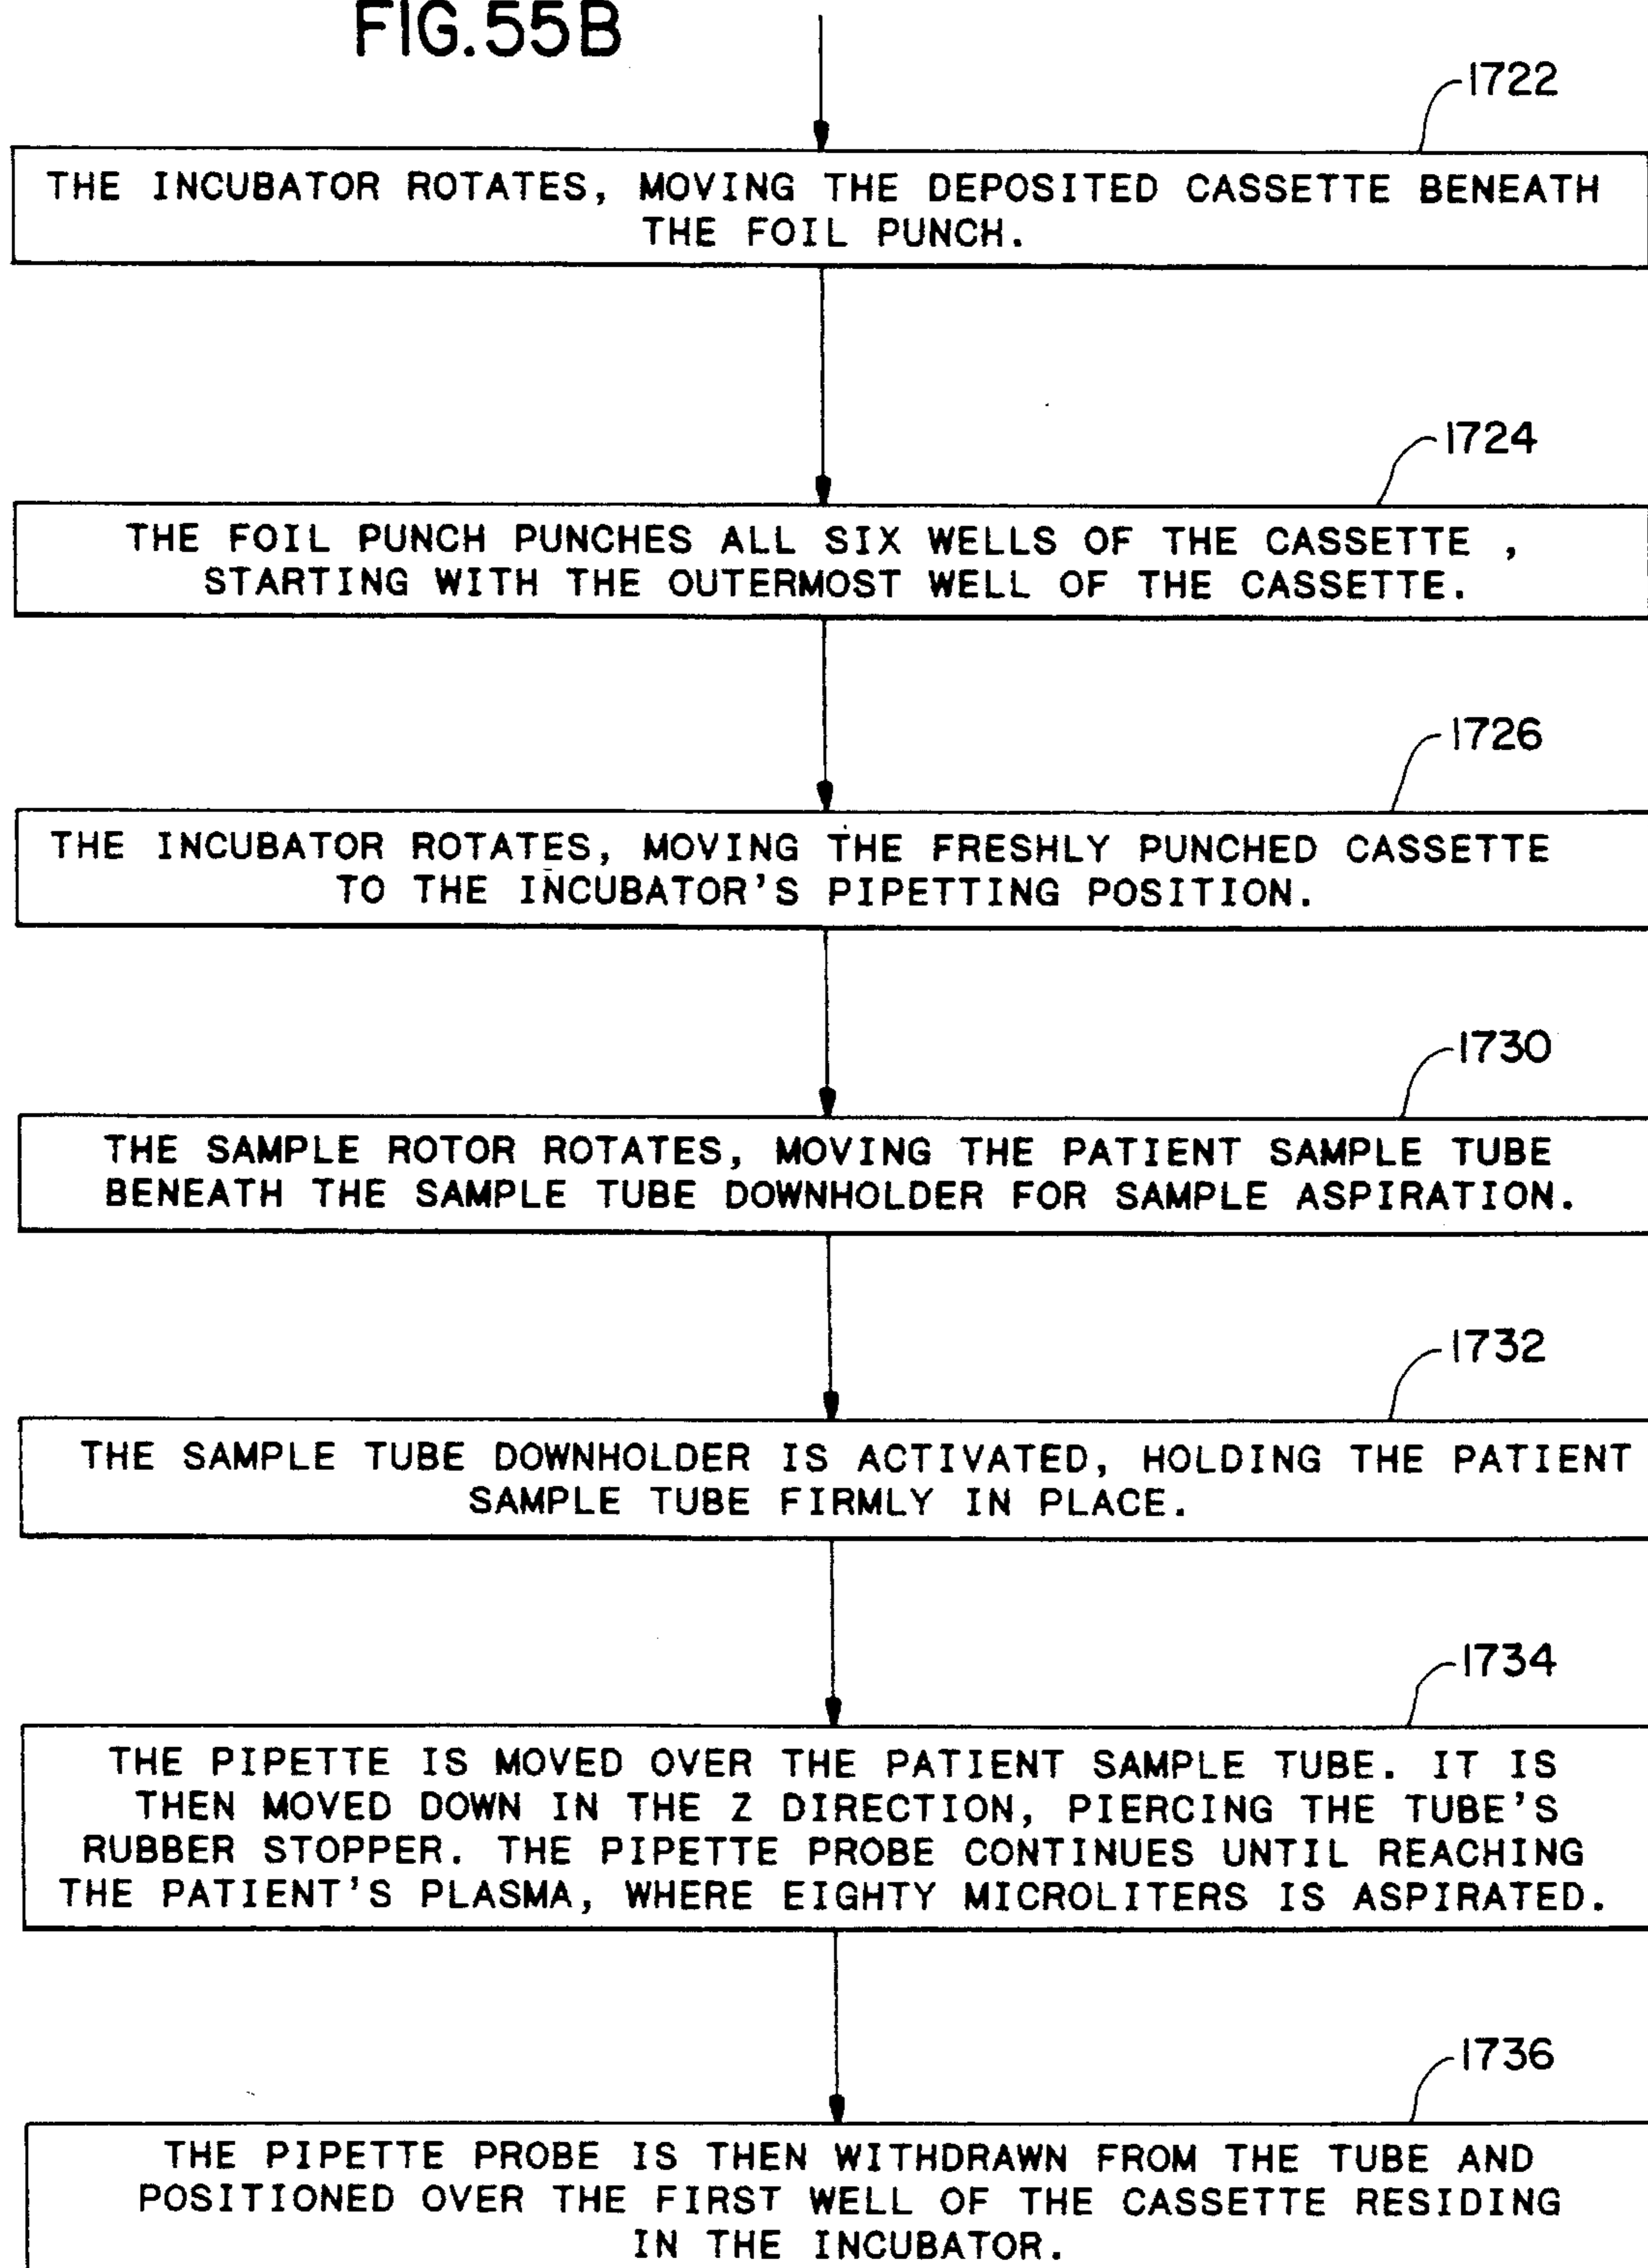 FIG.55B
1722
THE INCUBATOR ROTATES, MOVING THE DEPOSITED CASSETTE BENEATH
THE FOIL PUNCH.
1724
THE FOIL PUNCH PUNCHES ALL SIX WELLS OF THE CASSETTE ,
STARTING WITH THE OUTERMOST WELL OF THE CASSETTE.
1726
THE INCUBATOR ROTATES, MOVING THE FRESHLY PUNCHED CASSETTE
TO THE INCUBATOR'S PIPETTING POSITION.
1730
THE SAMPLE ROTOR ROTATES, MOVING THE PATIENT SAMPLE TUBE
BENEATH THE SAMPLE TUBE DOWNHOLDER FOR SAMPLE ASPIRATION.
1732
THE SAMPLE TUBE DOWNHOLDER IS ACTIVATED, HOLDING THE PATIENT
SAMPLE TUBE FIRMLY IN PLACE.
1734
THE PIPETTE IS MOVED OVER THE PATIENT SAMPLE TUBE. IT IS
THEN MOVED DOWN IN THE Z DIRECTION, PIERCING THE TUBE'S
RUBBER STOPPER. THE PIPETTE PROBE CONTINUES UNTIL REACHING
THE PATIENT'S PLASMA, WHERE EIGHTY MICROLITERS IS ASPIRATED.
1736
THE PIPETTE PROBE IS THEN WITHDRAWN FROM THE TUBE AND
POSITIONED OVER THE FIRST WELL OF THE CASSETTE RESIDING
IN THE INCUBATOR.